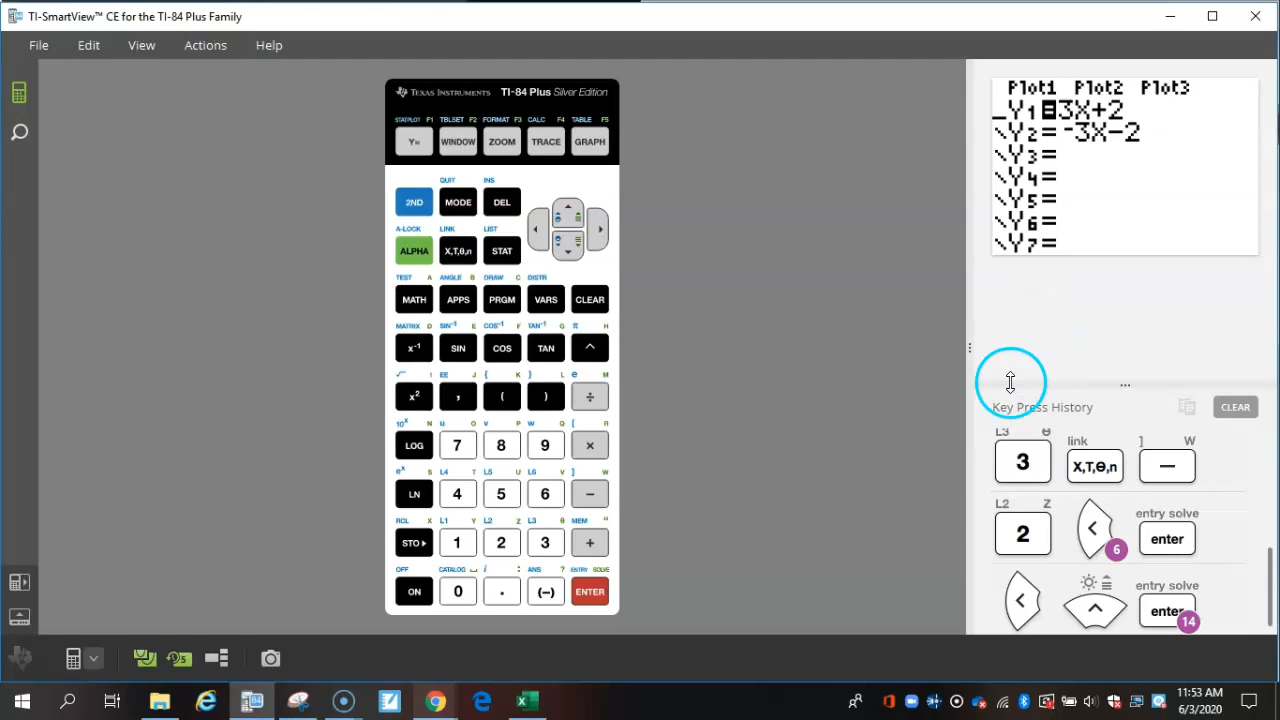 TI-SmartView™ CE for the TI-84 Plus Family
File Edit View Actions Help
TEXAS INSTRUMENTS TI-84 Plus Silver Edition
STATPLOT F1 TBLSET F2 FORMAT F3 CALC F4 TABLE F5
Y= WINDOW ZOOM TRACE GRAPH
QUIT INS
2ND MODE DEL
A-LOCK LINK LIST
ALPHA X,T,θ,n STAT
TEST A ANGLE B DRAW C DISTR
MATH APPS PRGM VARS CLEAR
MATRIX D SIN⁻¹ E COS⁻¹ F TAN⁻¹ G π H
x⁻¹ SIN COS TAN ^
√‾ I EE J { K } L e M
x² , ( ) ÷
10ˣ N u O v P w Q [ R
LOG 7 8 9 ×
eˣ S L4 T L5 U L6 V ] W
LN 4 5 6 −
RCL X L1 Y L2 Z L3 θ MEM "
STO▸ 1 2 3 +
OFF CATALOG ⎵ i : ANS ? ENTRY SOLVE
ON 0 . (−) ENTER
Plot1 Plot2 Plot3
_Y1=3X+2
\Y2=⁻3X−2
\Y3=
\Y4=
\Y5=
\Y6=
\Y7=
Key Press History CLEAR
L3 θ link ] W
3 X,T,Θ,n —
L2 Z entry solve
2 6 enter
entry solve
enter 14
11:53 AM
6/3/2020